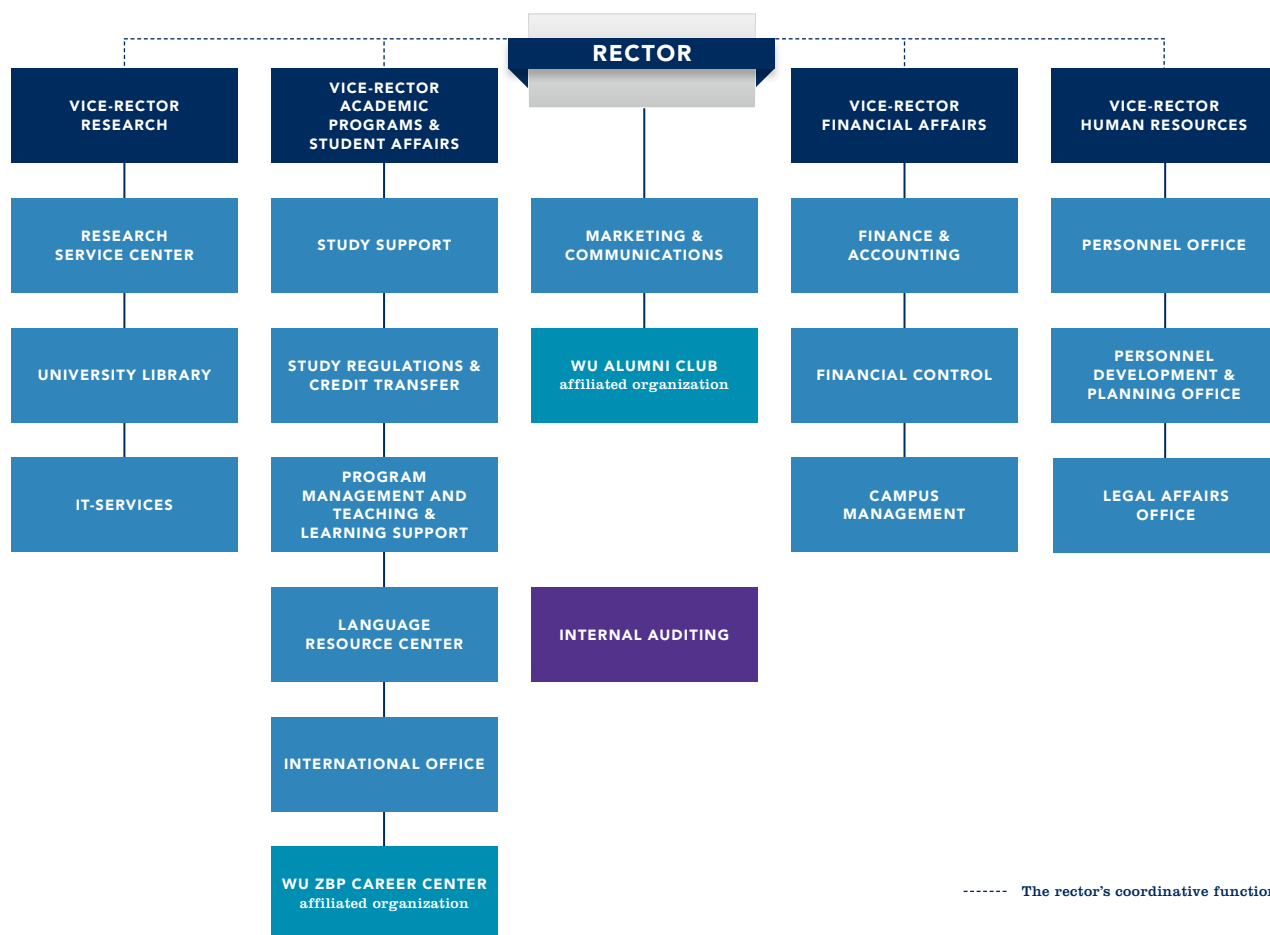 RECTOR
VICE-RECTOR
RESEARCH
RESEARCH
SERVICE CENTER
UNIVERSITY LIBRARY
IT-SERVICES
VICE-RECTOR
ACADEMIC
PROGRAMS &
STUDENT AFFAIRS
STUDY SUPPORT
STUDY REGULATIONS &
CREDIT TRANSFER
PROGRAM
MANAGEMENT AND
TEACHING &
LEARNING SUPPORT
LANGUAGE
RESOURCE CENTER
INTERNATIONAL OFFICE
WU ZBP CAREER CENTER
affiliated organization
MARKETING &
COMMUNICATIONS
WU ALUMNI CLUB
affiliated organization
INTERNAL AUDITING
VICE-RECTOR
FINANCIAL AFFAIRS
FINANCE &
ACCOUNTING
FINANCIAL CONTROL
CAMPUS
MANAGEMENT
VICE-RECTOR
HUMAN RESOURCES
PERSONNEL OFFICE
PERSONNEL
DEVELOPMENT &
PLANNING OFFICE
LEGAL AFFAIRS
OFFICE
The rector's coordinative function